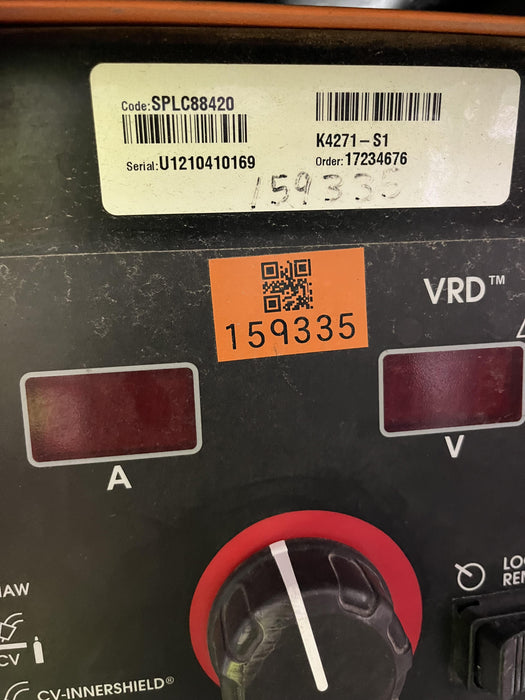 Code:SPLC88420
K4271-S1
Serial:U1210410169
Order:17234676
159335
159335
VRD™
A
V
CV
CV-INNERSHIELD®